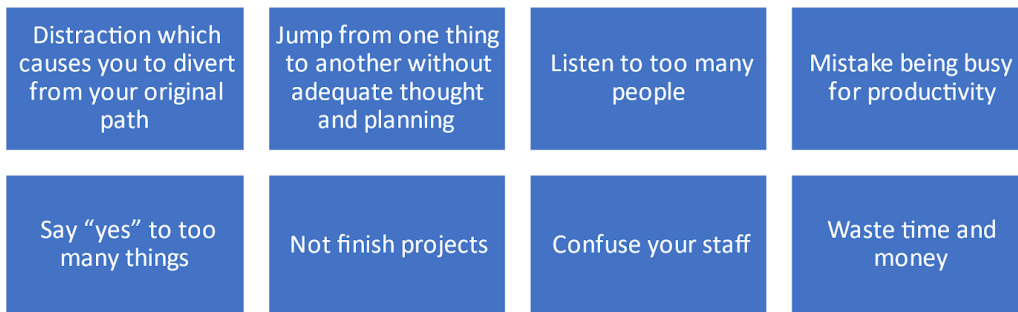 Distraction which
causes you to divert
from your original
path
Jump from one thing
to another without
adequate thought
and planning
Listen to too many
people
Mistake being busy
for productivity
Say “yes” to too
many things
Not finish projects
Confuse your staff
Waste time and
money